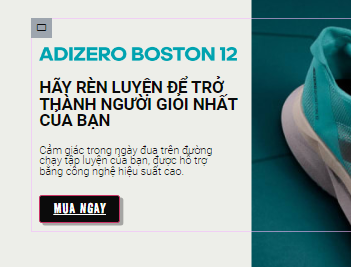 ADIZERO BOSTON 12
HÃY RÈN LUYỆN ĐỂ TRỞ
THÀNH NGƯỜI GIỎI NHẤT
CỦA BẠN
Cảm giác trong ngày đua trên đường
chạy tập luyện của bạn, được hỗ trợ
bằng công nghệ hiệu suất cao.
MUA NGAY